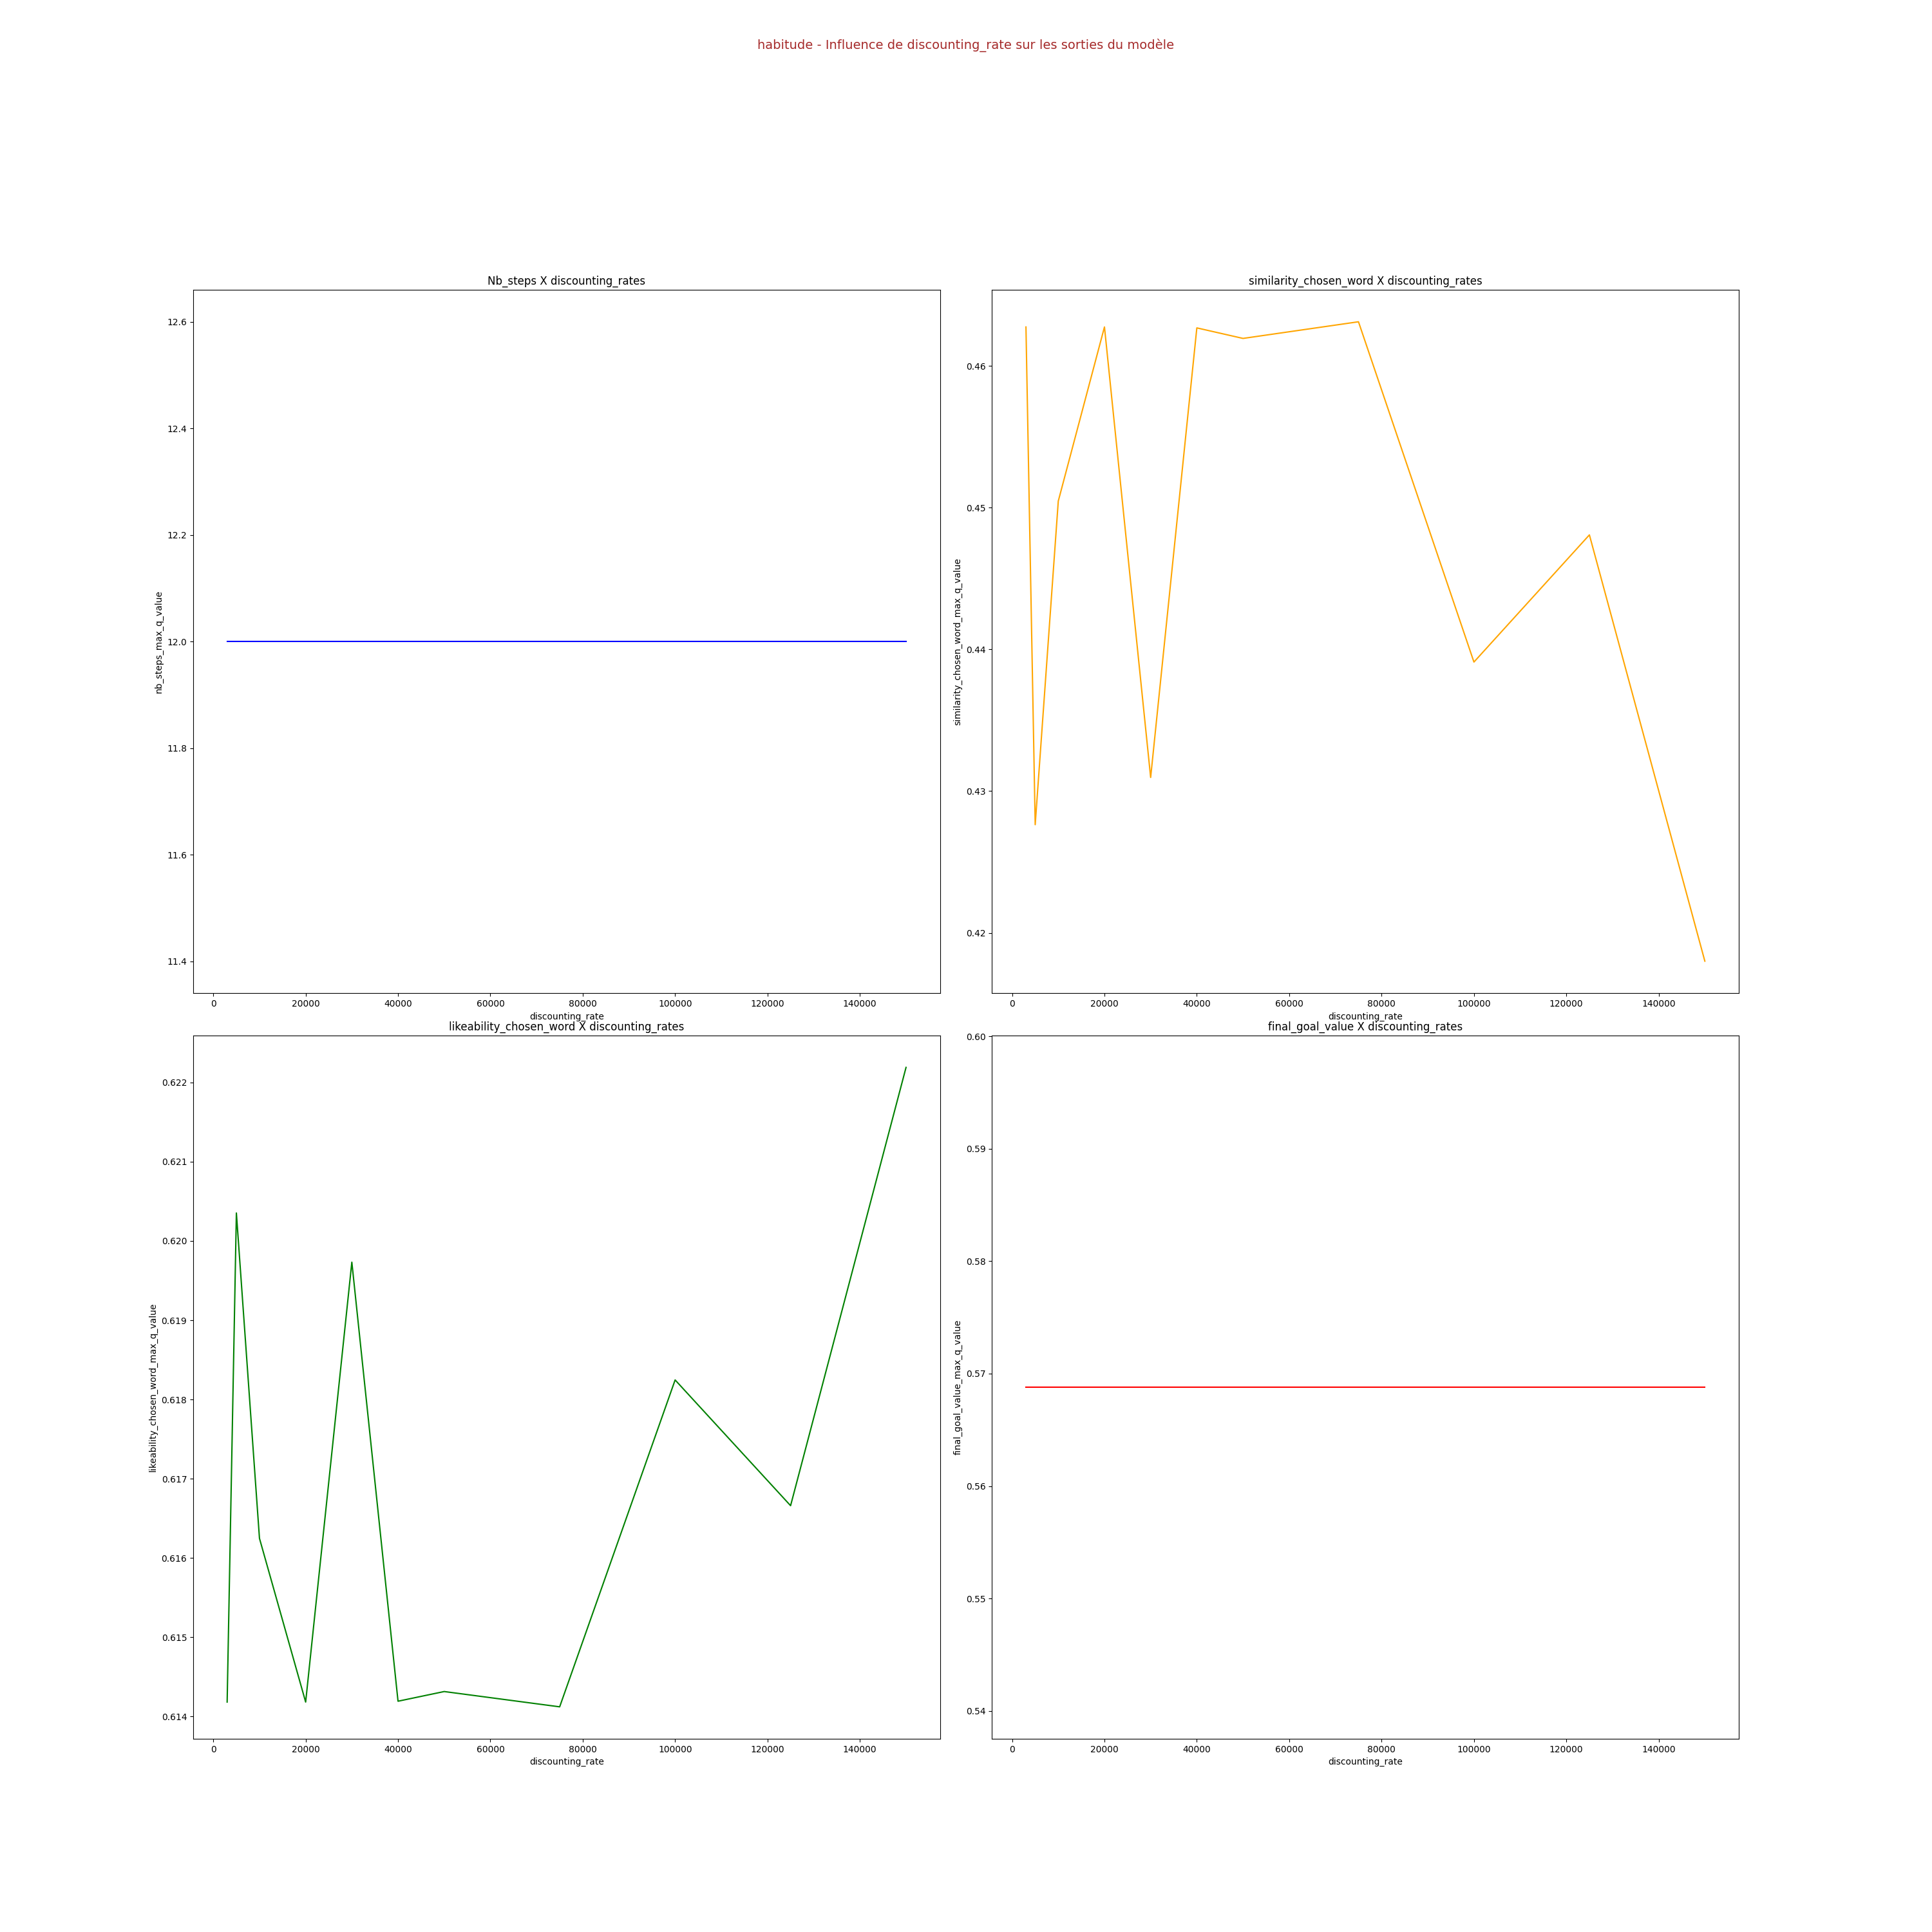 habitude - Influence de discounting_rate sur les sorties du modèle
Nb_steps X discounting_rates
12.6
12.4
12.2
12.0
11.8
11.6
11.4
nb_steps_max_q_value
0 20000 40000 60000 80000 100000 120000 140000
discounting_rate
similarity_chosen_word X discounting_rates
0.46
0.45
0.44
0.43
0.42
similarity_chosen_word_max_q_value
0 20000 40000 60000 80000 100000 120000 140000
discounting_rate
likeability_chosen_word X discounting_rates
0.622
0.621
0.620
0.619
0.618
0.617
0.616
0.615
0.614
likeability_chosen_word_max_q_value
0 20000 40000 60000 80000 100000 120000 140000
discounting_rate
final_goal_value X discounting_rates
0.60
0.59
0.58
0.57
0.56
0.55
0.54
final_goal_value_max_q_value
0 20000 40000 60000 80000 100000 120000 140000
discounting_rate